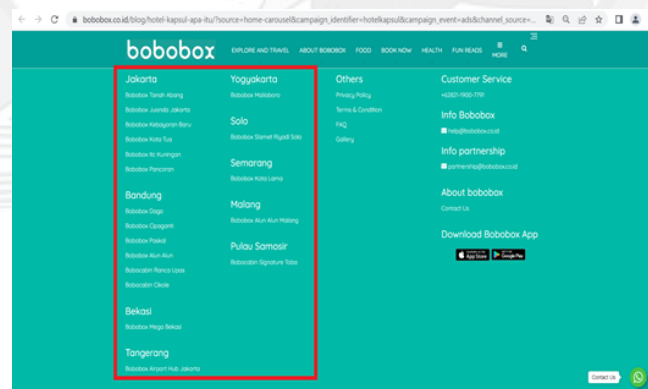 bobobox.co.id/blog/hotel-kapsul-apa-itu/?source=home-carousel&campaign_identifier=hotelkapsul&campaign_event=ads&channel_source=...
bobobox
EXPLORE AND TRAVEL ABOUT BOBOBOX FOOD BOOK NOW HEALTH FUN READS MORE
Jakarta
Bobobox Tanah Abang
Bobobox Juanda Jakarta
Bobobox Kebayoran Baru
Bobobox Kota Tua
Bobobox Itc Kuningan
Bobobox Pancoran
Bandung
Bobobox Dago
Bobobox Cipaganti
Bobobox Paskal
Bobobox Alun Alun
Bobocabin Ranca Upas
Bobocabin Cikole
Bekasi
Bobobox Mega Bekasi
Tangerang
Bobobox Airport Hub Jakarta
Yogyakarta
Bobobox Malioboro
Solo
Bobobox Slamet Riyadi Solo
Semarang
Bobobox Kota Lama
Malang
Bobobox Alun Alun Malang
Pulau Samosir
Bobocabin Signature Toba
Others
Privacy Policy
Terms & Condition
FAQ
Gallery
Customer Service
+62821-1900-7791
Info Bobobox
help@bobobox.co.id
Info partnership
partnership@bobobox.co.id
About bobobox
Contact Us
Download Bobobox App
App Store
Google Play
Contact Us